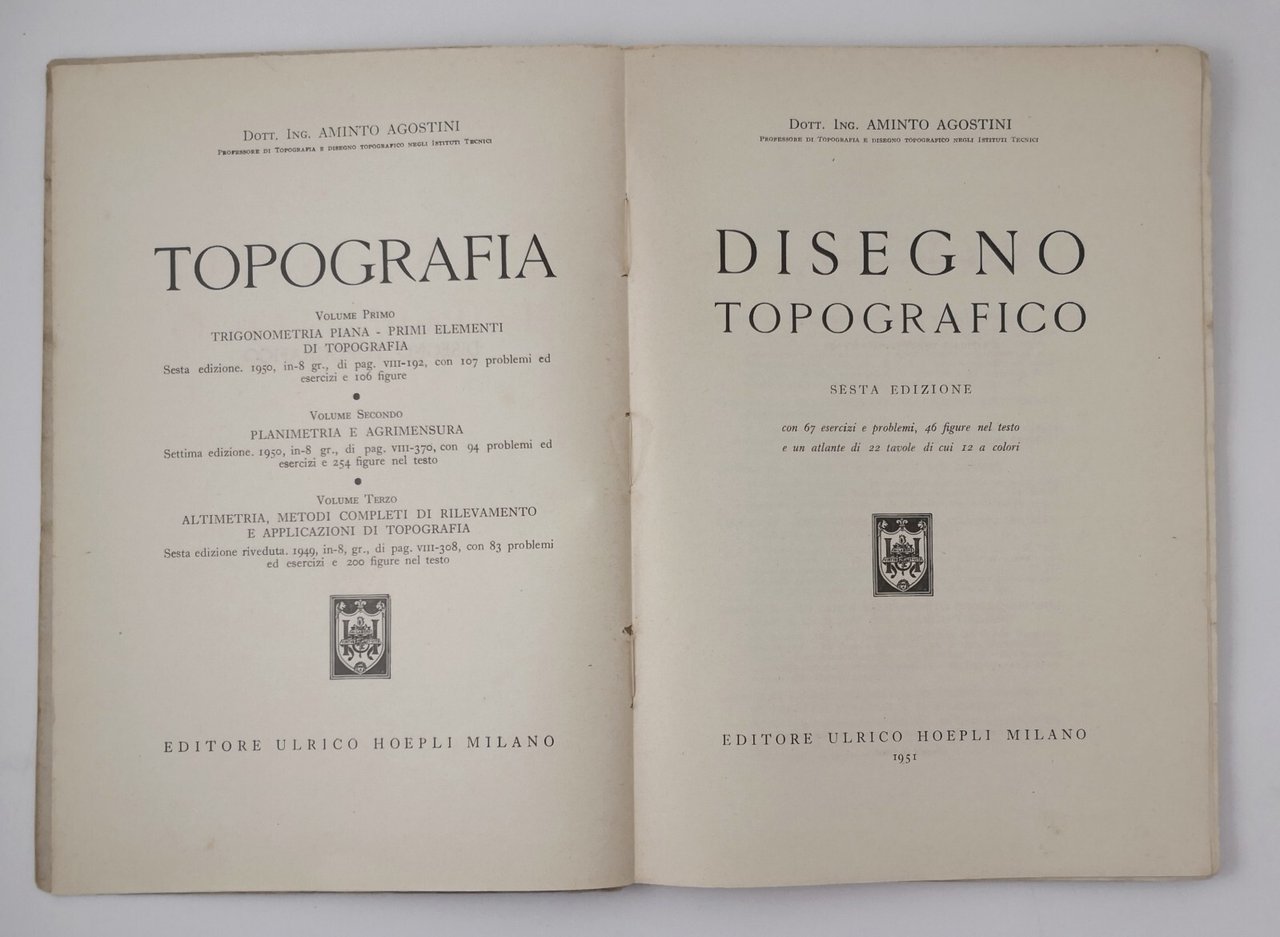 Dott. Ing. AMINTO AGOSTINI
Professore di Topografia e disegno topografico negli Istituti Tecnici
TOPOGRAFIA
Volume Primo
TRIGONOMETRIA PIANA - PRIMI ELEMENTI
DI TOPOGRAFIA
Sesta edizione. 1950, in-8 gr., di pag. VIII-192, con 107 problemi ed
esercizi e 106 figure
Volume Secondo
PLANIMETRIA E AGRIMENSURA
Settima edizione. 1950, in-8 gr., di pag. VIII-370, con 94 problemi ed
esercizi e 254 figure nel testo
Volume Terzo
ALTIMETRIA, METODI COMPLETI DI RILEVAMENTO
E APPLICAZIONI DI TOPOGRAFIA
Sesta edizione riveduta. 1949, in-8, gr., di pag. VIII-308, con 83 problemi
ed esercizi e 200 figure nel testo
EDITORE ULRICO HOEPLI MILANO
Dott. Ing. AMINTO AGOSTINI
Professore di Topografia e disegno topografico negli Istituti Tecnici
DISEGNO
TOPOGRAFICO
SESTA EDIZIONE
con 67 esercizi e problemi, 46 figure nel testo
e un atlante di 22 tavole di cui 12 a colori
EDITORE ULRICO HOEPLI MILANO
1951